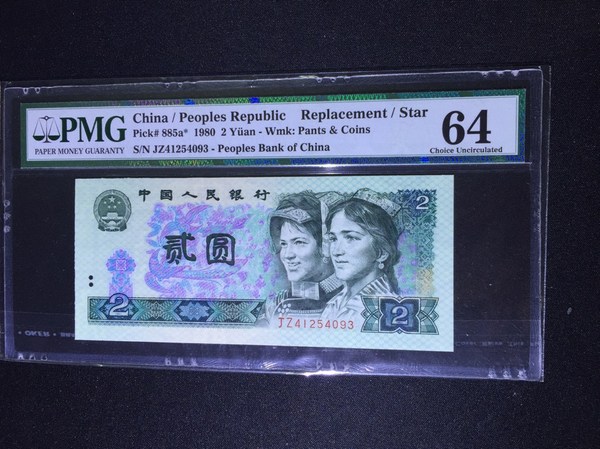 PMG
PAPER MONEY GUARANTY
China / Peoples Republic Replacement / Star
Pick# 885a* 1980 2 Yüan - Wmk: Pants & Coins
S/N JZ41254093 - Peoples Bank of China
64
Choice Uncirculated
中国人民银行
2
贰圆
2
2
JZ41254093